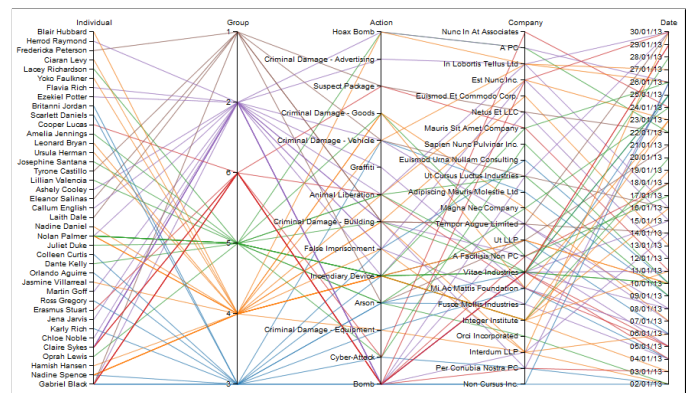 Individual
Group
Action
Company
Date
Blair Hubbard
Herrod Raymond
Fredericka Peterson
Ciaran Levy
Lacey Richardson
Yoko Faulkner
Flavia Rich
Ezekiel Potter
Britanni Jordan
Scarlett Daniels
Cooper Lucas
Amelia Jennings
Leonard Bryan
Ursula Herman
Josephine Santana
Tyrone Castillo
Lillian Valencia
Ashely Cooley
Eleanor Salinas
Callum English
Laith Dale
Nadine Daniel
Nolan Palmer
Juliet Duke
Colleen Curtis
Dante Kelly
Orlando Aguirre
Jasmine Villarreal
Martin Goff
Ross Gregory
Erasmus Stuart
Jena Jarvis
Karly Rich
Chloe Noble
Claire Sykes
Oprah Lewis
Hamish Hansen
Nadine Spence
Gabriel Black
1
2
6
5
4
3
Hoax Bomb
Criminal Damage - Advertising
Suspect Package
Criminal Damage - Goods
Criminal Damage - Vehicle
Graffiti
Animal Liberation
Criminal Damage - Building
False Imprisonment
Incendiary Device
Arson
Criminal Damage - Equipment
Cyber-Attack
Bomb
Nunc In At Associates
A PC
In Lobortis Tellus Ltd
Est Nunc Inc.
Euismod Et Commodo Corp.
Netus Et LLC
Mauris Sit Amet Company
Sapien Nunc Pulvinar Inc.
Euismod Urna Nullam Consulting
Ut Cursus Luctus Industries
Adipiscing Mauris Molestie Ltd
Magna Nec Company
Tempor Augue Limited
Ut LLP
A Facilisis Non PC
Vitae Industries
Mi Ac Mattis Foundation
Fusce Mollis Industries
Integer Institute
Orci Incorporated
Interdum LLP
Per Conubia Nostra PC
Non Cursus Inc.
30/01/13
29/01/13
28/01/13
27/01/13
26/01/13
25/01/13
24/01/13
23/01/13
22/01/13
21/01/13
20/01/13
19/01/13
18/01/13
17/01/13
16/01/13
15/01/13
14/01/13
13/01/13
12/01/13
11/01/13
10/01/13
09/01/13
08/01/13
07/01/13
06/01/13
05/01/13
04/01/13
03/01/13
02/01/13